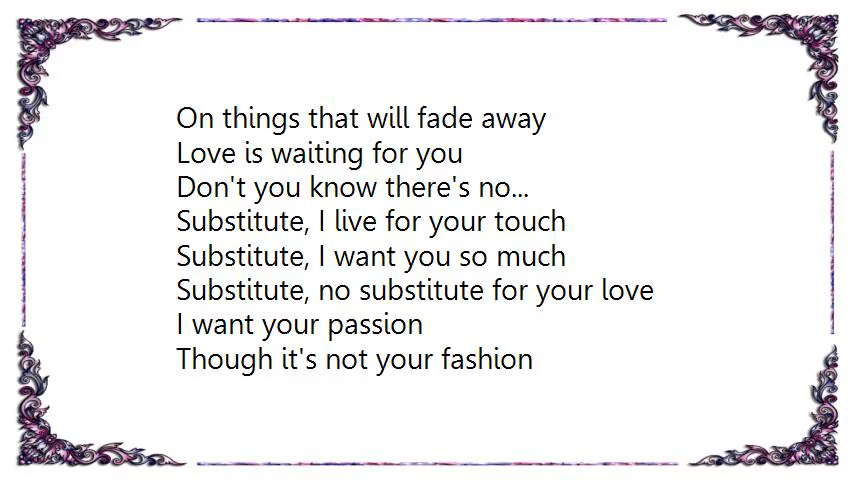 On things that will fade away
Love is waiting for you
Don't you know there's no...
Substitute, I live for your touch
Substitute, I want you so much
Substitute, no substitute for your love
I want your passion
Though it's not your fashion